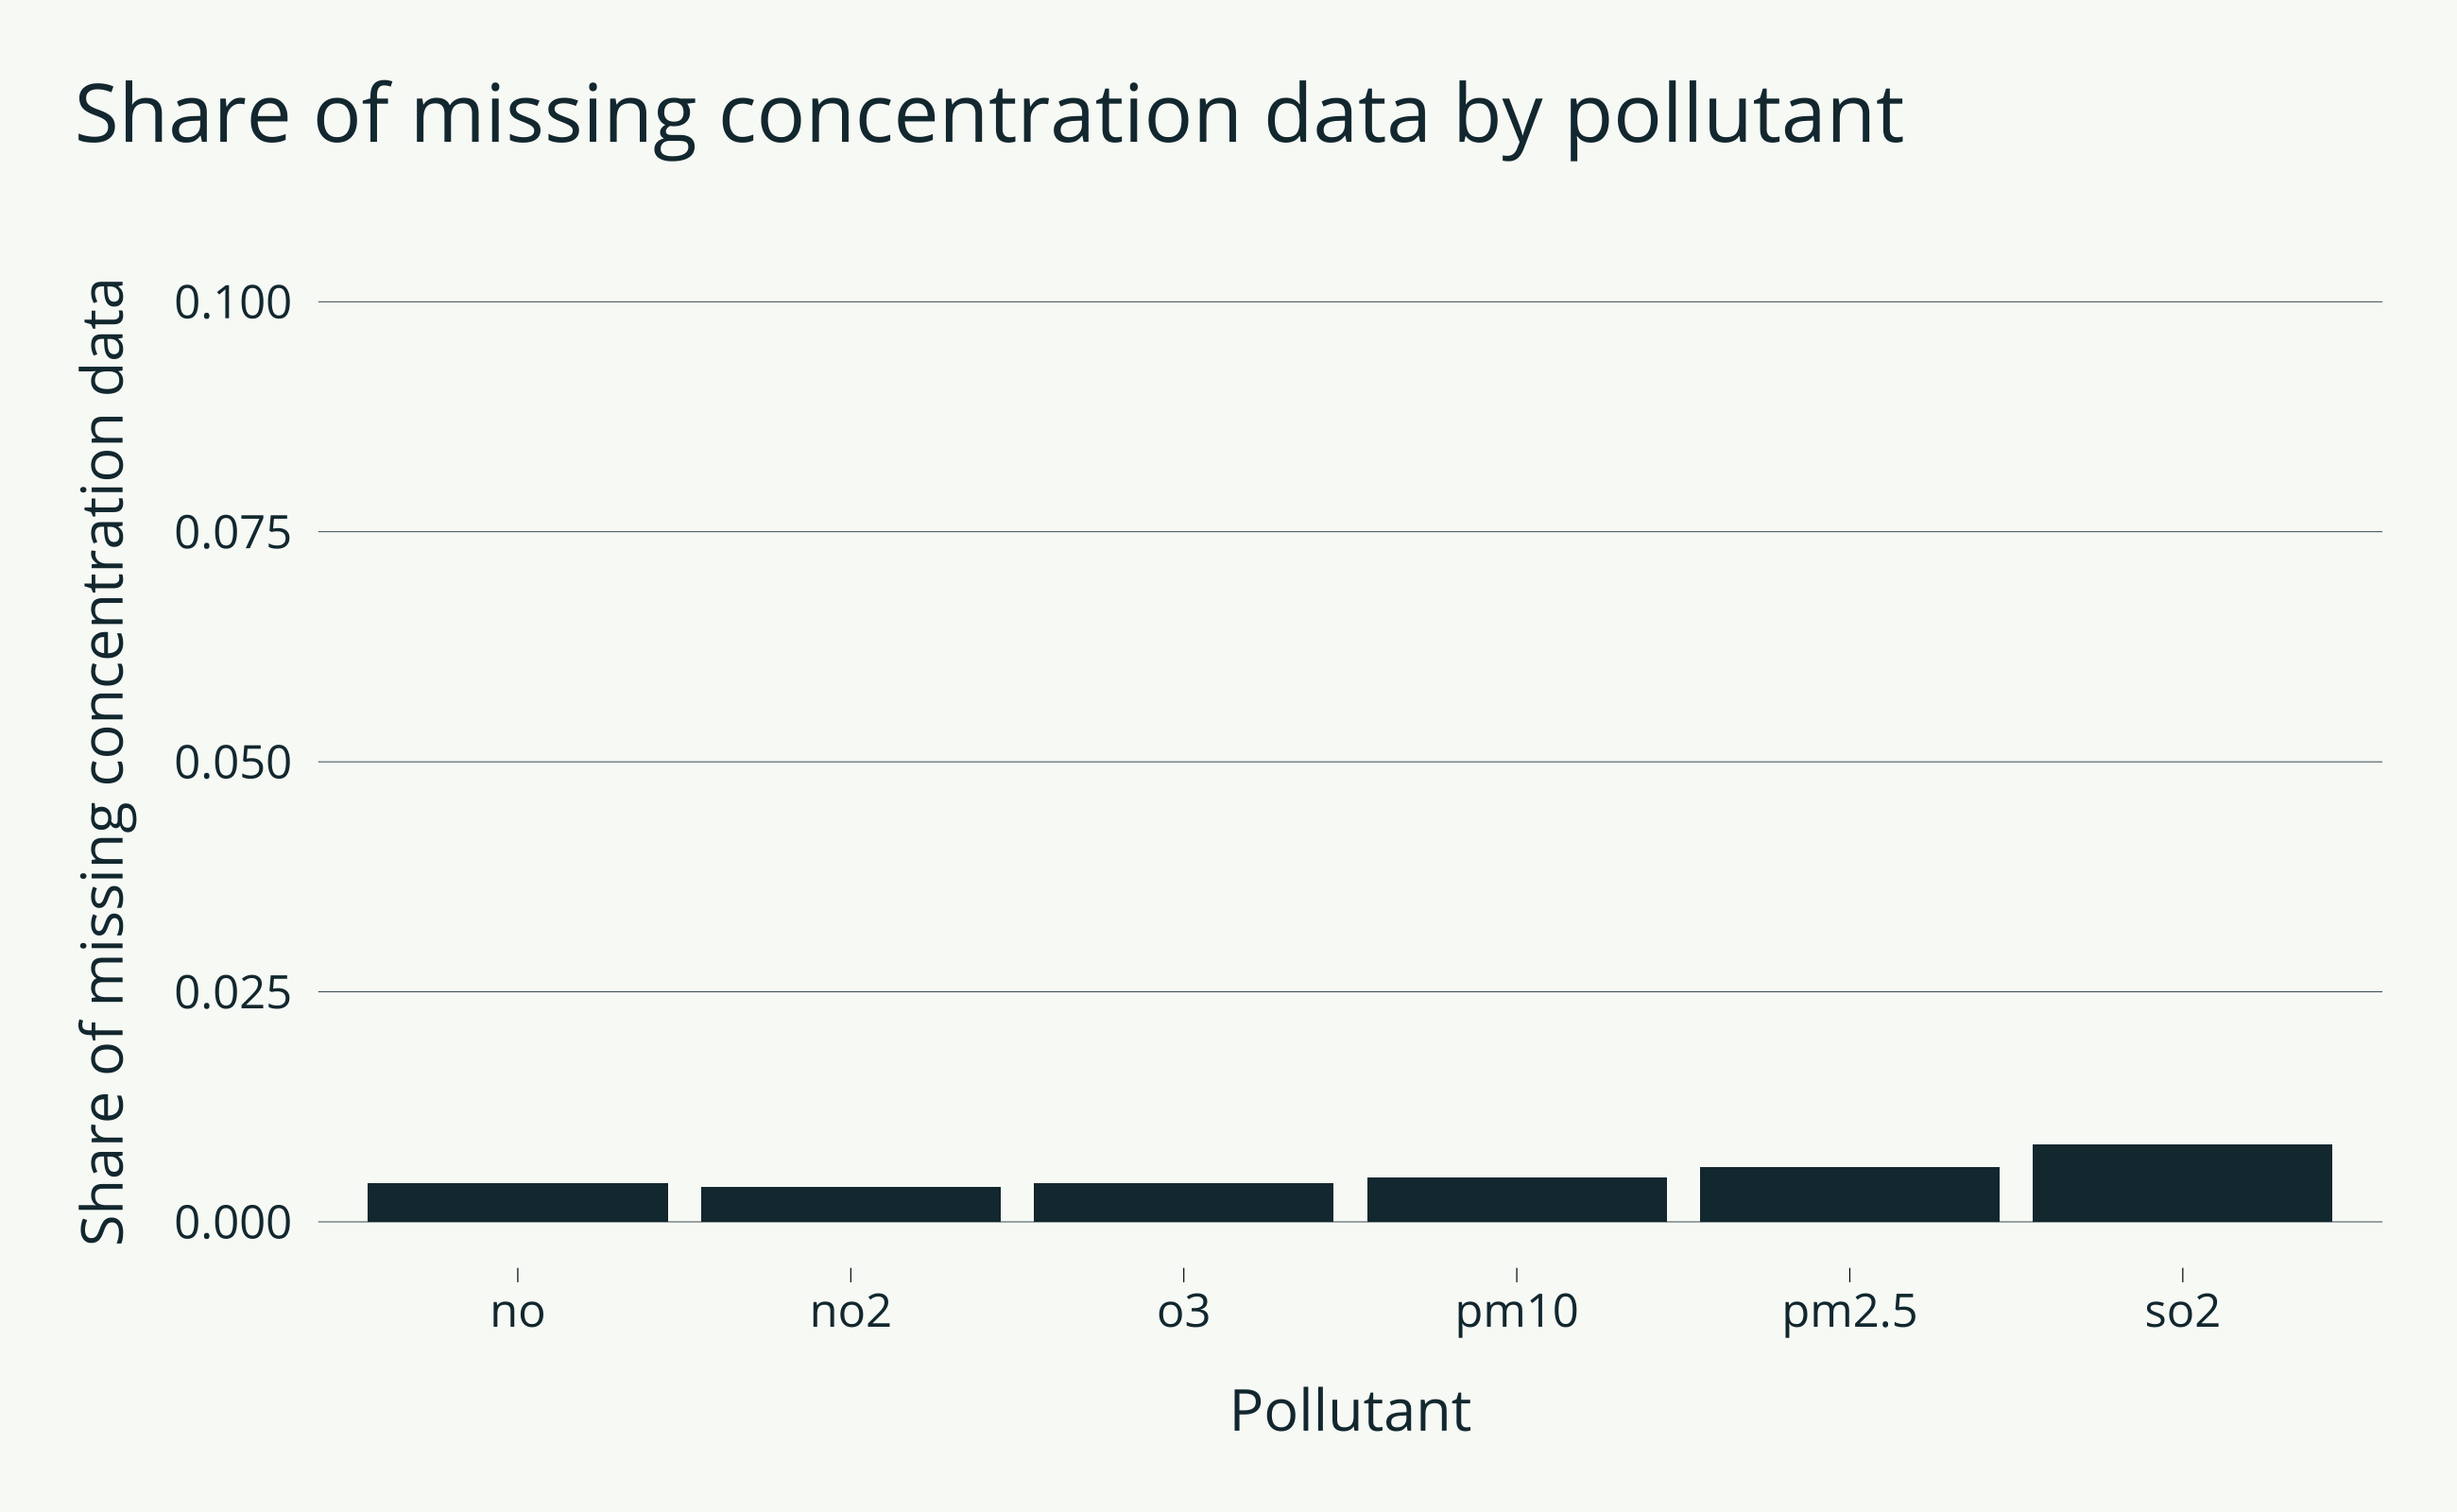 Share of missing concentration data by pollutant
Share of missing concentration data
0.100
0.075
0.050
0.025
0.000
no no2 o3 pm10 pm2.5 so2
Pollutant